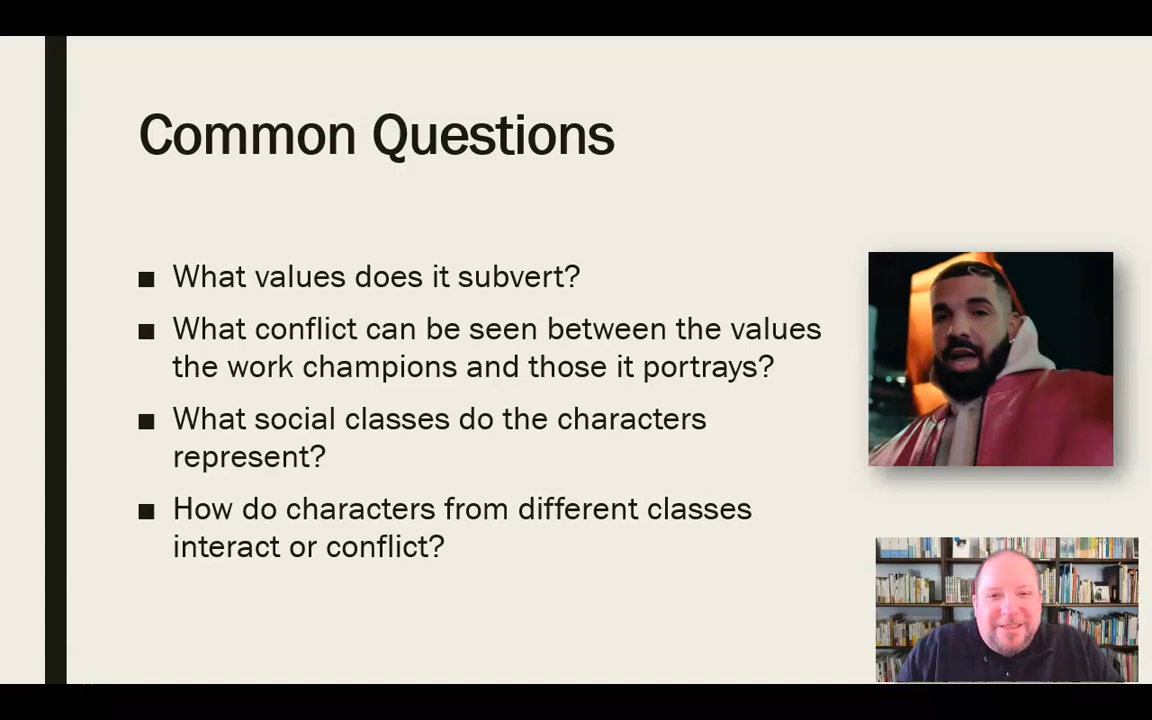 Common Questions
■ What values does it subvert?
■ What conflict can be seen between the values
the work champions and those it portrays?
■ What social classes do the characters
represent?
■ How do characters from different classes
interact or conflict?